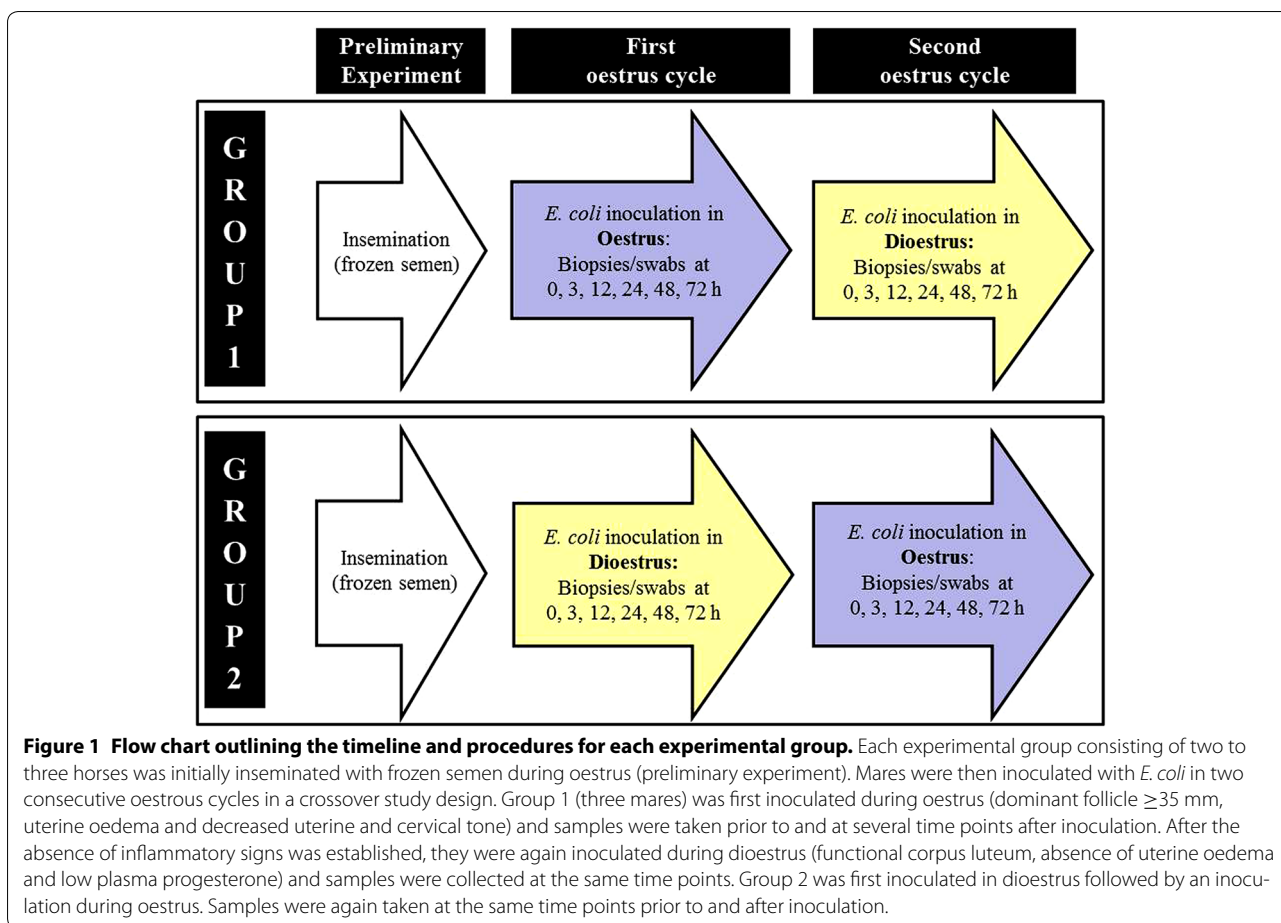 Preliminary
Experiment
First
oestrus cycle
Second
oestrus cycle
G
R
O
U
P
1
Insemination
(frozen semen)
E. coli inoculation in
Oestrus:
Biopsies/swabs at
0, 3, 12, 24, 48, 72 h
E. coli inoculation in
Dioestrus:
Biopsies/swabs at
0, 3, 12, 24, 48, 72 h
G
R
O
U
P
2
Insemination
(frozen semen)
E. coli inoculation in
Dioestrus:
Biopsies/swabs at
0, 3, 12, 24, 48, 72 h
E. coli inoculation in
Oestrus:
Biopsies/swabs at
0, 3, 12, 24, 48, 72 h
Figure 1 Flow chart outlining the timeline and procedures for each experimental group. Each experimental group consisting of two to
three horses was initially inseminated with frozen semen during oestrus (preliminary experiment). Mares were then inoculated with E. coli in two
consecutive oestrous cycles in a crossover study design. Group 1 (three mares) was first inoculated during oestrus (dominant follicle ≥35 mm,
uterine oedema and decreased uterine and cervical tone) and samples were taken prior to and at several time points after inoculation. After the
absence of inflammatory signs was established, they were again inoculated during dioestrus (functional corpus luteum, absence of uterine oedema
and low plasma progesterone) and samples were collected at the same time points. Group 2 was first inoculated in dioestrus followed by an inocu-
lation during oestrus. Samples were again taken at the same time points prior to and after inoculation.